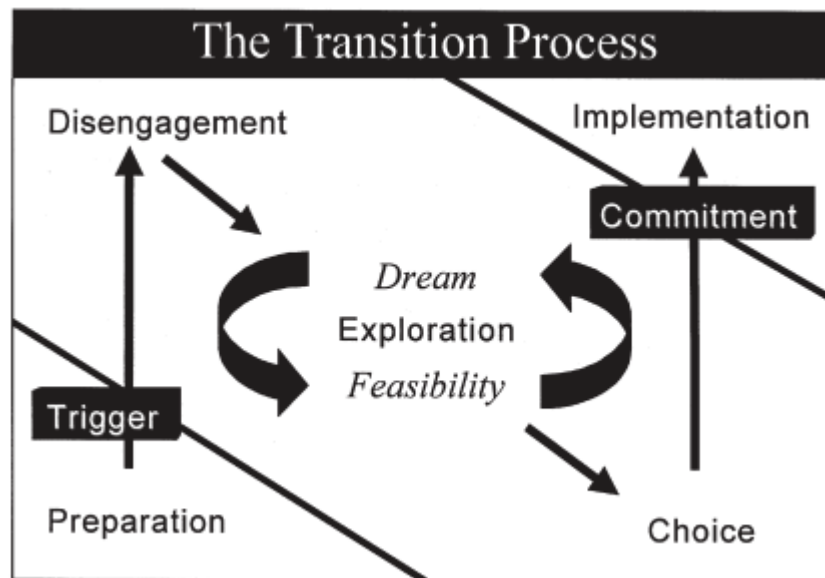 The Transition Process
Disengagement
Implementation
Commitment
Dream
Exploration
Feasibility
Trigger
Preparation
Choice